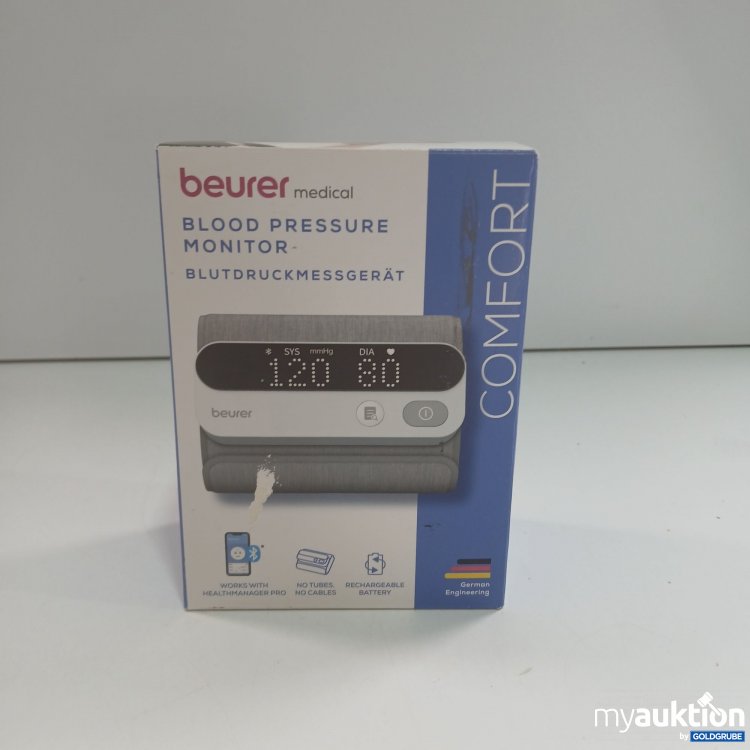 beurer medical
BLOOD PRESSURE
MONITOR-
BLUTDRUCKMESSGERÄT
COMFORT
SYS mmHg DIA
120 80
beurer
WORKS WITH
HEALTHMANAGER PRO
NO TUBES,
NO CABLES
RECHARGEABLE
BATTERY
German
Engineering
myauktion
by GOLDGRUBE